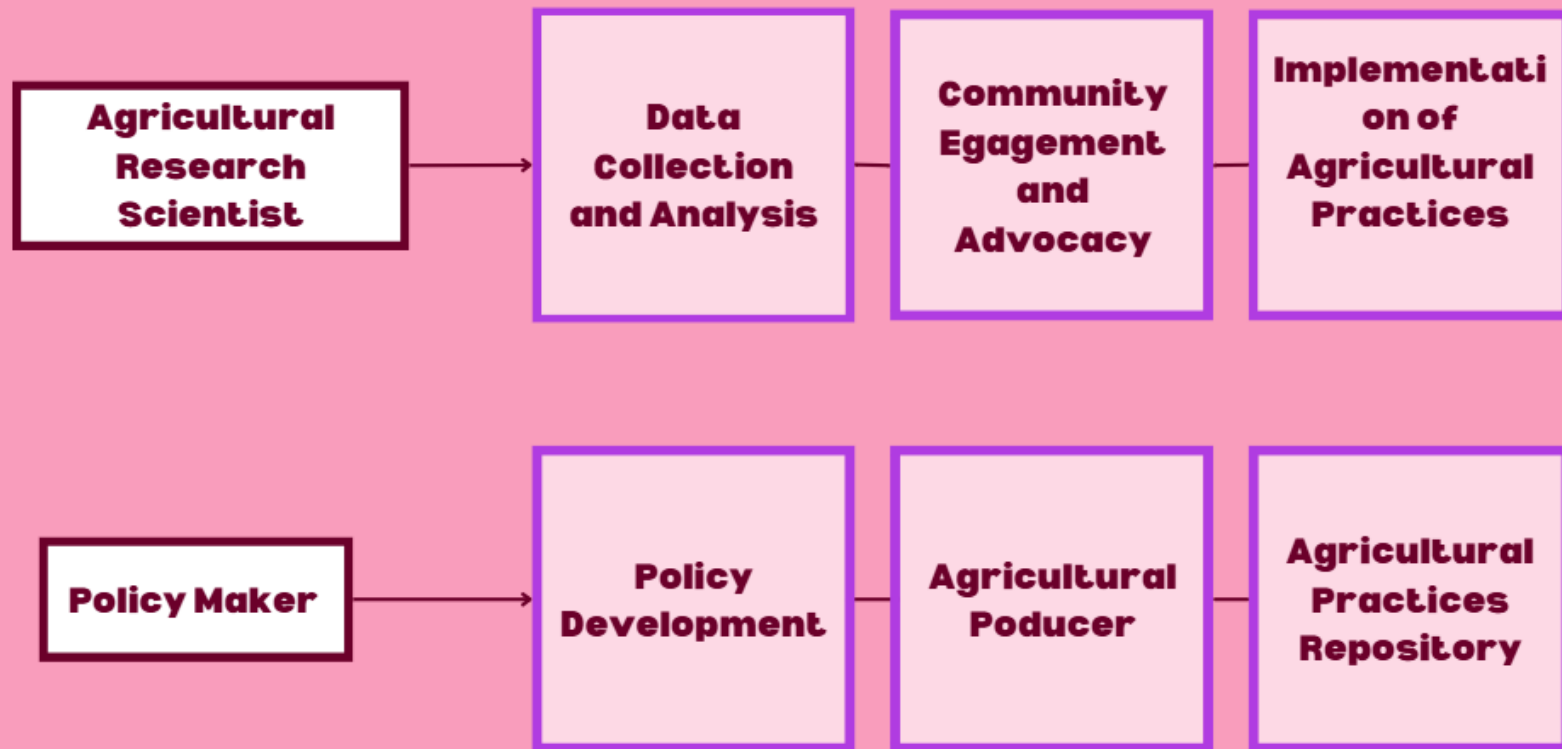 Agricultural
Research
Scientist
Data
Collection
and Analysis
Community
Egagement
and
Advocacy
Implementati
on of
Agricultural
Practices
Policy Maker
Policy
Development
Agricultural
Poducer
Agricultural
Practices
Repository